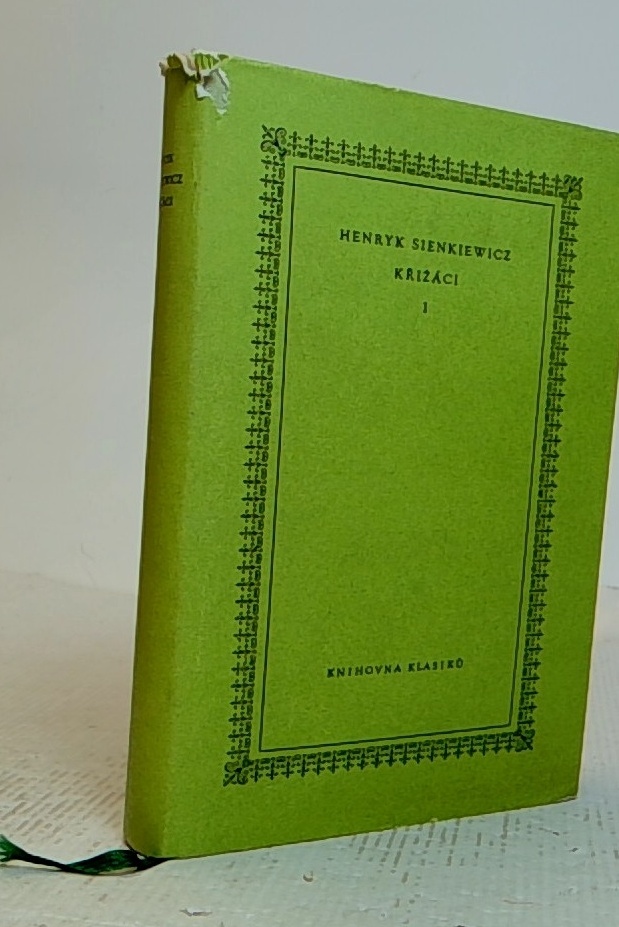 HENRYK SIENKIEWICZ
KŘIŽÁCI
I
KNIHOVNA KLASIKŮ